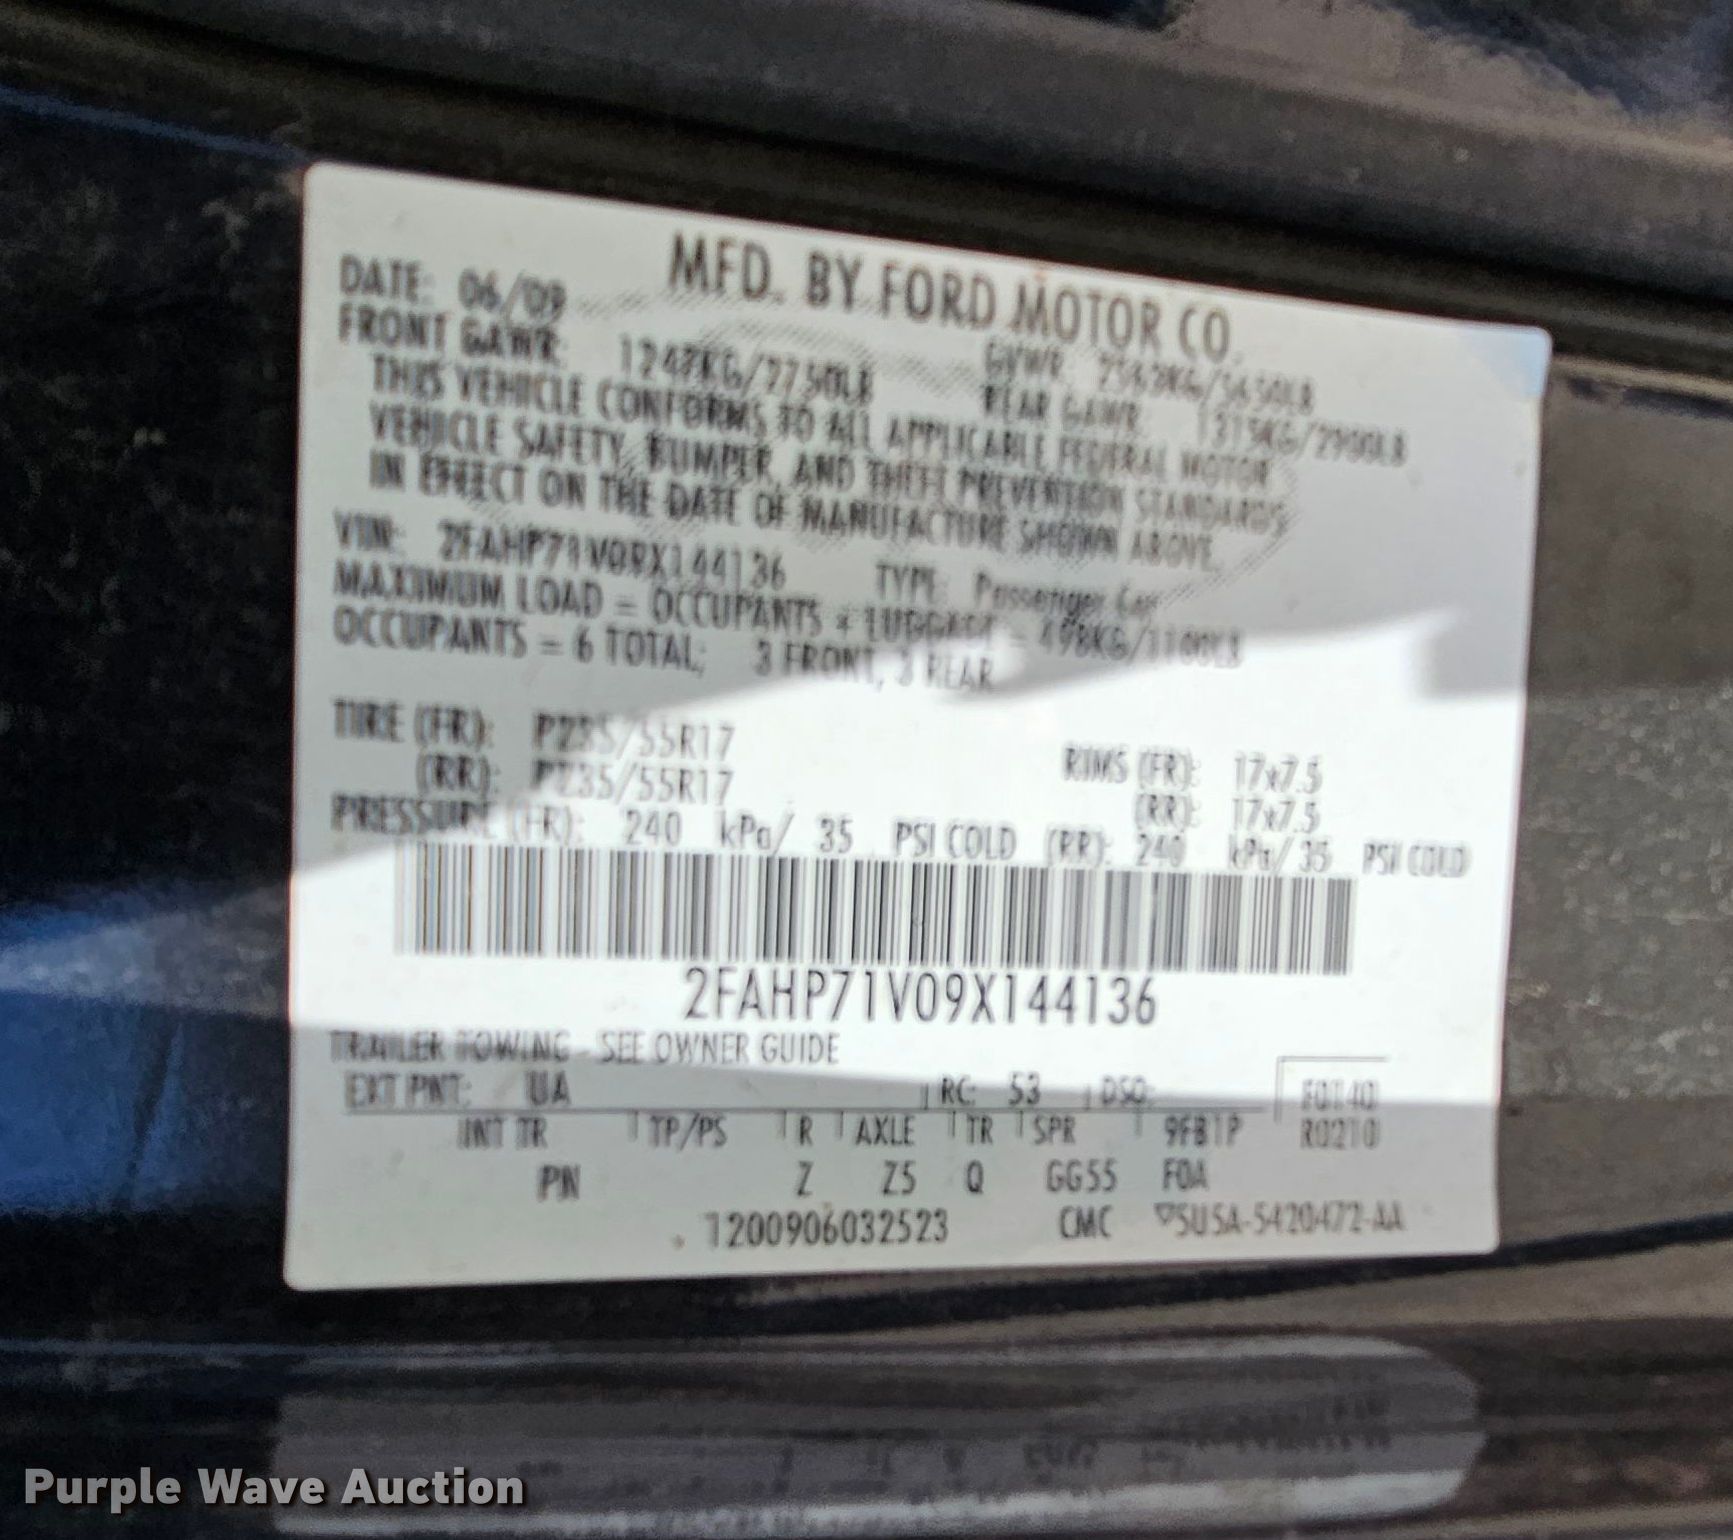 MFD. BY FORD MOTOR CO.
DATE: 06/09
GVWR: 2563KG/5650LB
FRONT GAWR: 1248KG/2750LB
REAR GAWR: 1315KG/2900LB
THIS VEHICLE CONFORMS TO ALL APPLICABLE FEDERAL MOTOR
VEHICLE SAFETY, BUMPER, AND THEFT PREVENTION STANDARDS
IN EFFECT ON THE DATE OF MANUFACTURE SHOWN ABOVE.
VIN: 2FAHP71V09X144136 TYPE: Passenger Car
MAXIMUM LOAD = OCCUPANTS + LUGGAGE = 498KG/1100LB
OCCUPANTS = 6 TOTAL; 3 FRONT, 3 REAR
TIRE (FR): P235/55R17 RIMS (FR): 17x7.5
(RR): P235/55R17 (RR): 17x7.5
PRESSURE (FR): 240 kPa/ 35 PSI COLD (RR): 240 kPa/ 35 PSI COLD
2FAHP71V09X144136
TRAILER TOWING - SEE OWNER GUIDE
EXT PNT: UA RC: 53 DSO:
INT TR TP/PS R AXLE TR SPR 9FB1P R0210
PN Z Z5 Q GG55 FOA
1200906032523 CMC 5U5A-5420472-AA
Purple Wave Auction